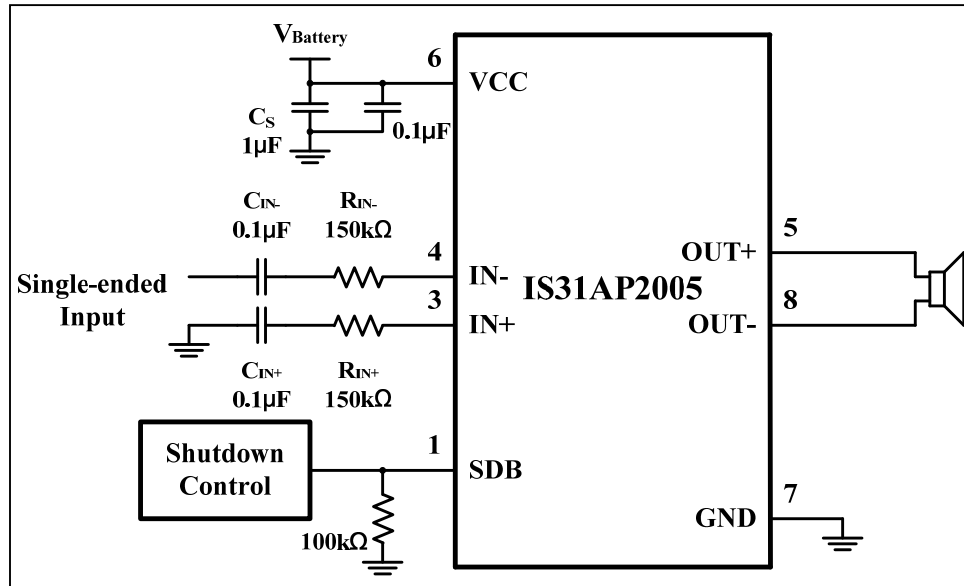 VBattery
6
VCC
CS
1µF
0.1µF
CIN-
0.1µF
RIN-
150kΩ
Single-ended
Input
4
IN-
3
IN+
IS31AP2005
OUT+
5
OUT-
8
CIN+
0.1µF
RIN+
150kΩ
Shutdown
Control
1
SDB
100kΩ
7
GND